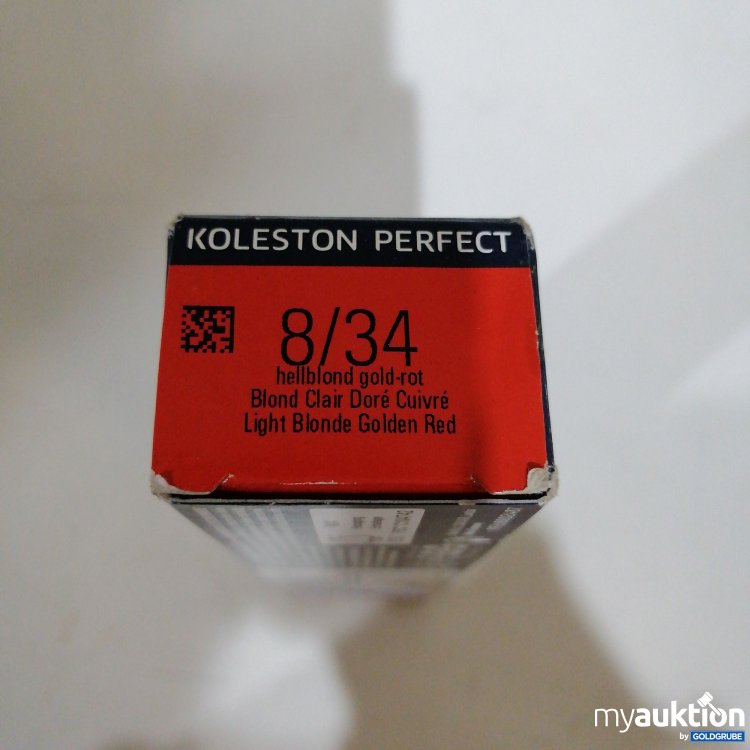 KOLESTON PERFECT
8/34
hellblond gold-rot
Blond Clair Doré Cuivré
Light Blonde Golden Red
myauktion
by GOLDGRUBE